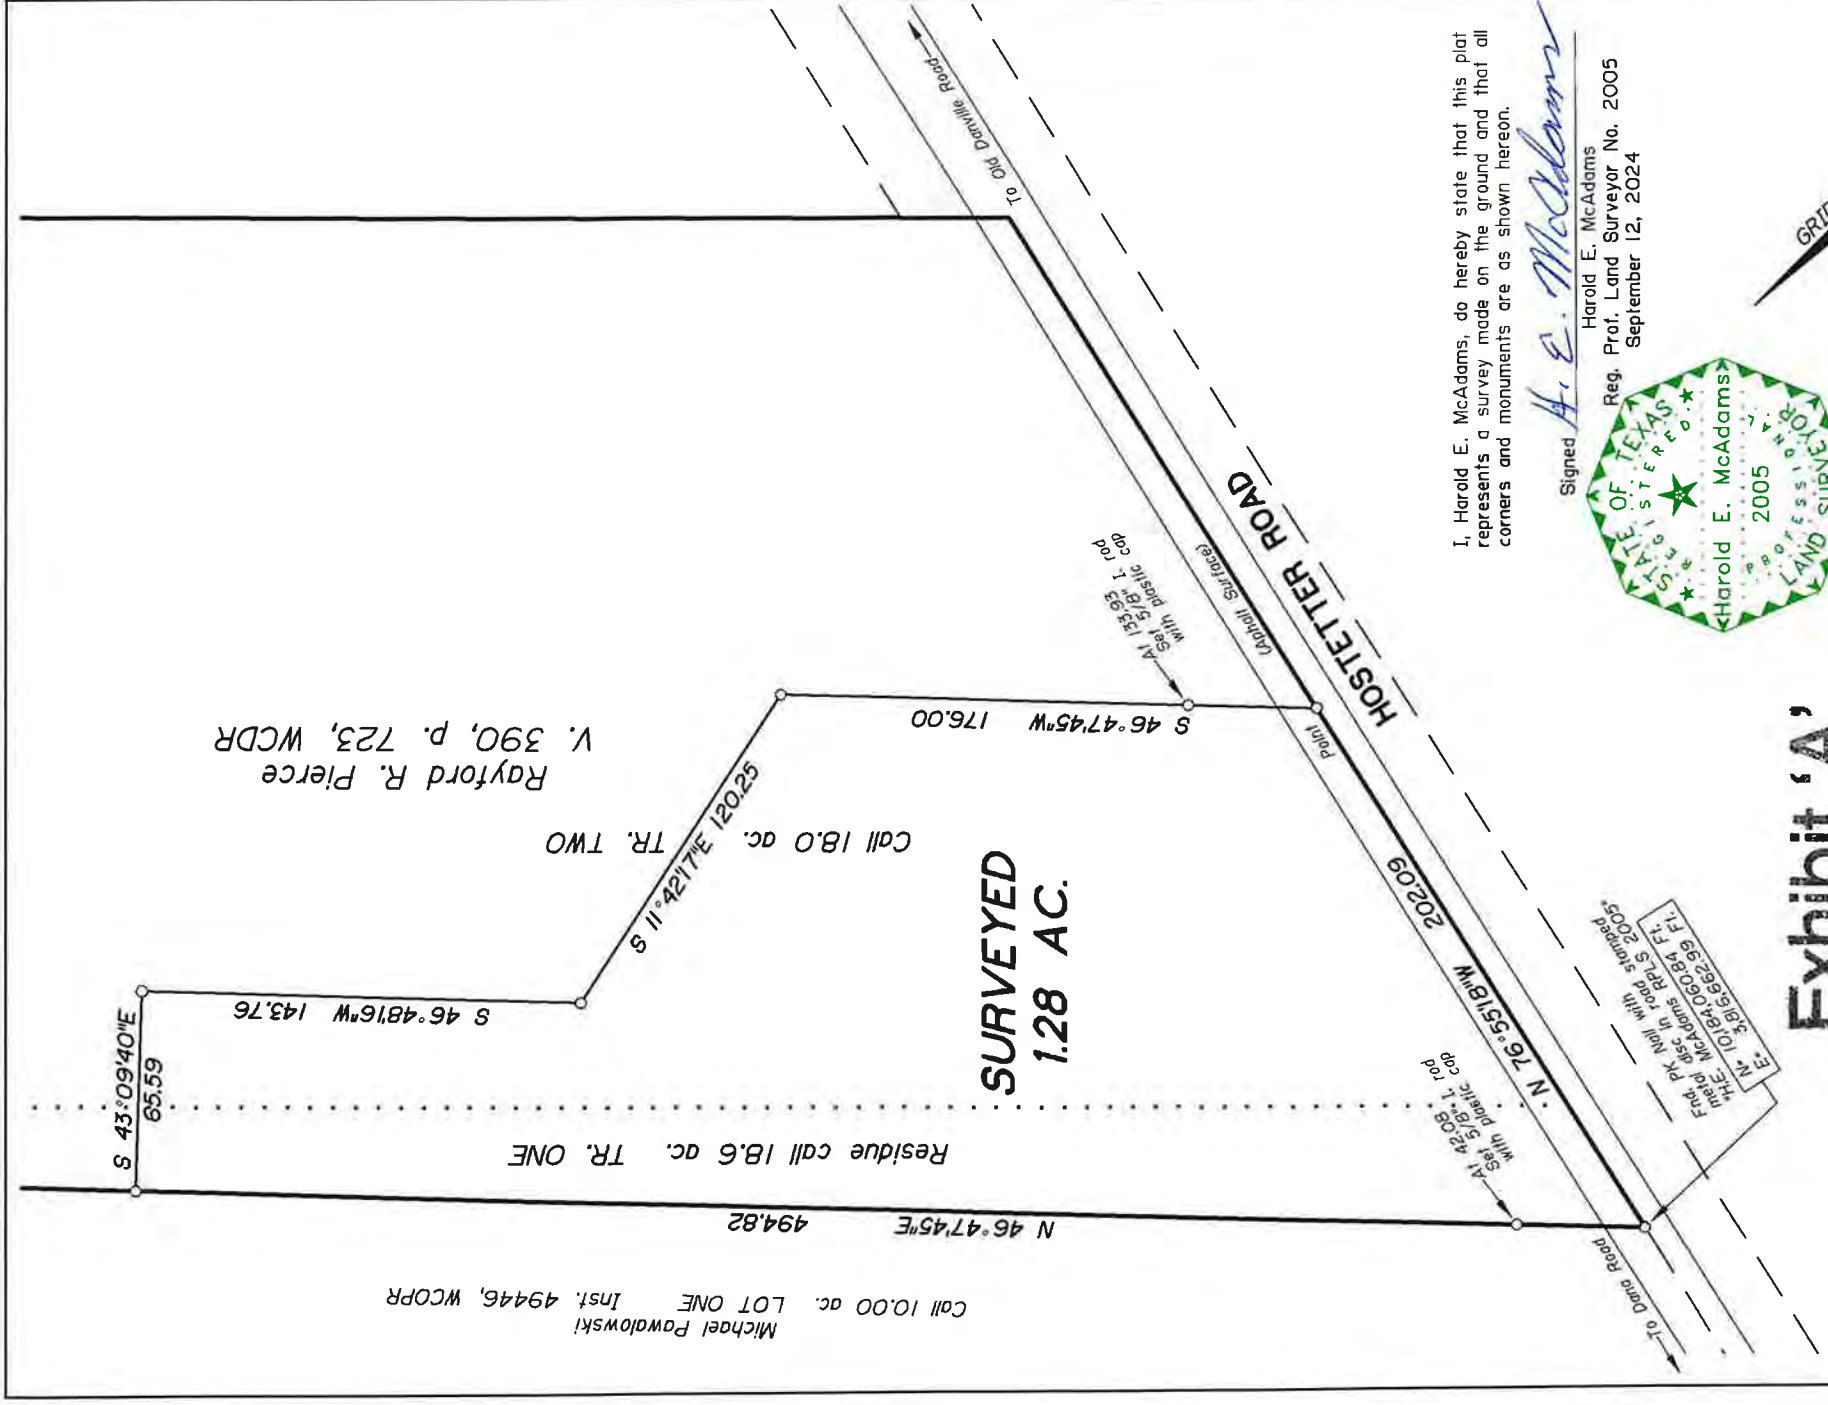 I, Harold E. McAdams, do hereby state that this plat
represents a survey made on the ground and that all
corners and monuments are as shown hereon.
Signed H. E. McAdams
Harold E. McAdams
Reg. Prof. Land Surveyor No. 2005
September 12, 2024
STATE OF TEXAS
REGISTERED
Harold E. McAdams
2005
PROFESSIONAL
LAND SURVEYOR
GRID
Exhibit 'A'
To Old Danville Road
HOSTETTER ROAD
(Aphalt Surface)
To Dana Road
Point
At 133.93
Set 5/8" I. rod
with plastic cap
S 46°47'45"W 176.00
S 11°42'17"E 120.25
S 46°48'16"W 143.76
S 43°09'40"E
65.59
N 46°47'45"E 494.82
N 76°55'18"W 202.09
At 42.08
Set 5/8" I. rod
with plastic cap
Fnd. PK Nail with
metal disc in road stamped
"H.E. McAdams RPLS 2005"
N= 10,184,060.84 Ft.
E= 3,816,662.99 Ft.
Rayford R. Pierce
V. 390, p. 723, WCDR
Call 18.0 ac. TR. TWO
SURVEYED
1.28 AC.
Residue call 18.6 ac. TR. ONE
Michael Pawalowski
Call 10.00 ac. LOT ONE Inst. 49446, WCOPR